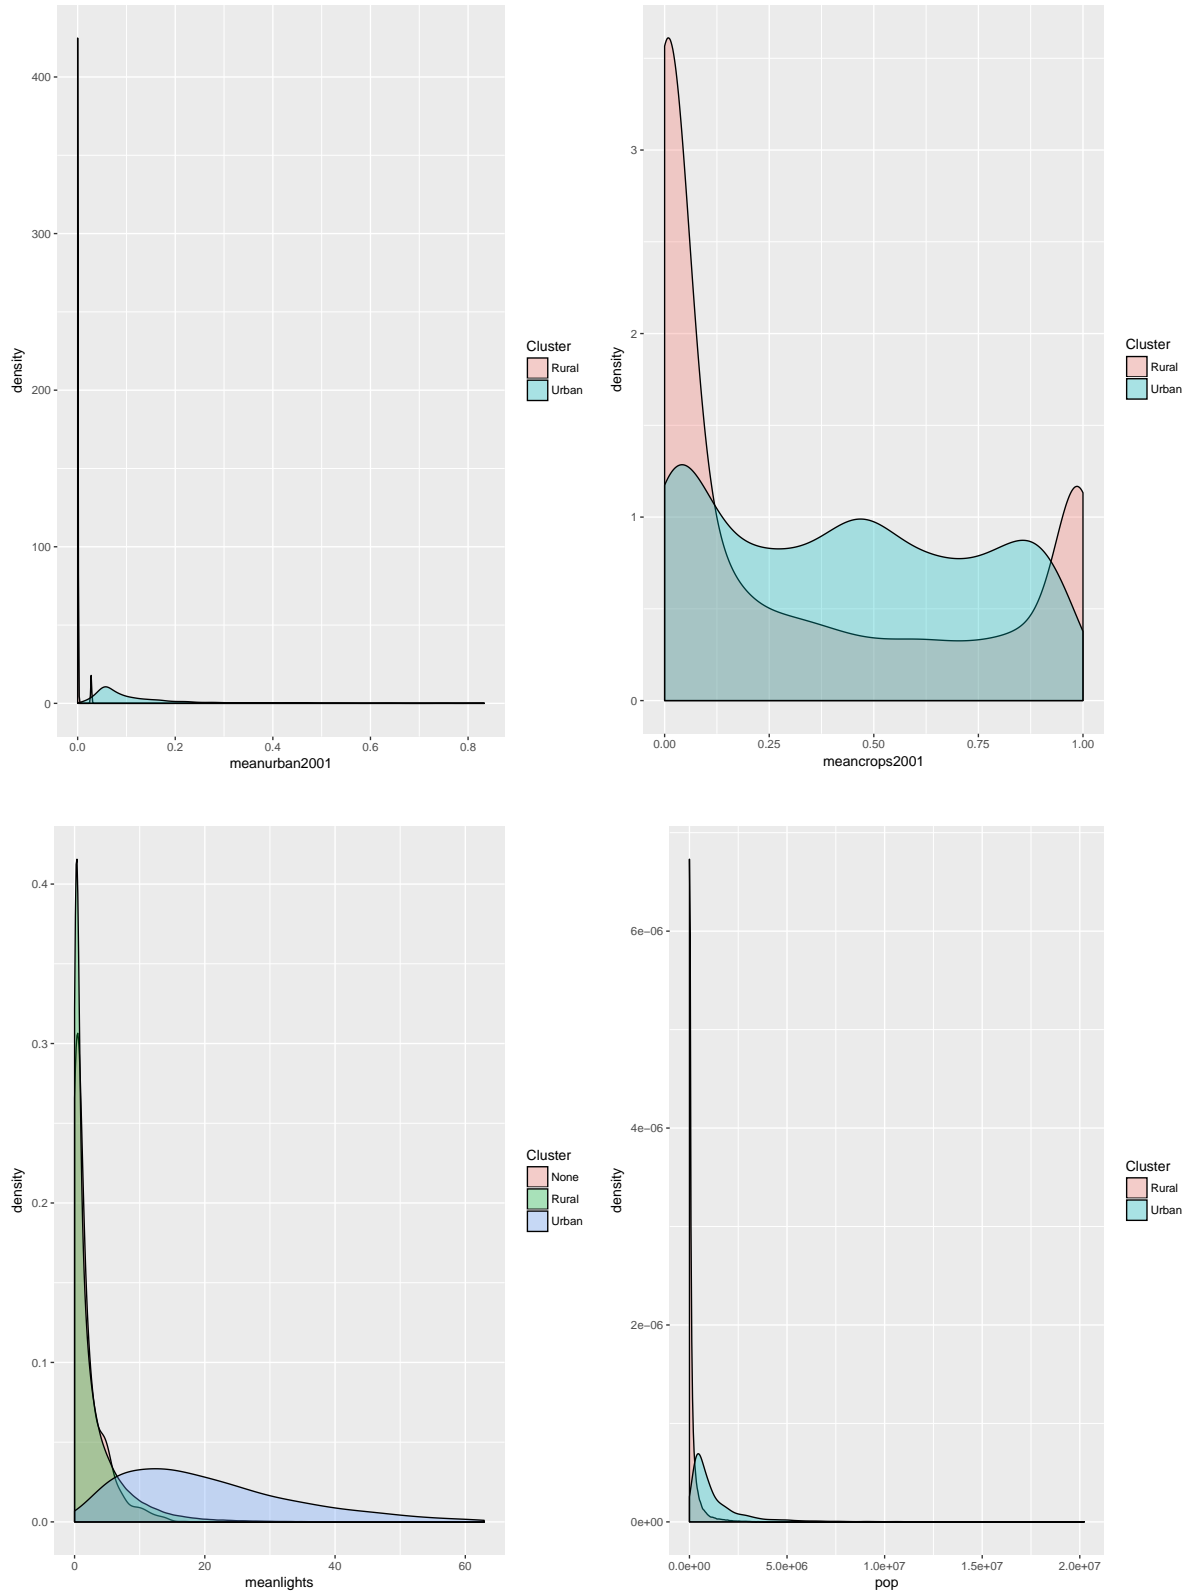 400
300
200
100
0
density
0.0 0.2 0.4 0.6 0.8
meanurban2001
Cluster
Rural
Urban
3
2
1
0
density
0.00 0.25 0.50 0.75 1.00
meancrops2001
Cluster
Rural
Urban
0.4
0.3
0.2
0.1
0.0
density
0 20 40 60
meanlights
Cluster
None
Rural
Urban
6e−06
4e−06
2e−06
0e+00
density
0.0e+00 5.0e+06 1.0e+07 1.5e+07 2.0e+07
pop
Cluster
Rural
Urban